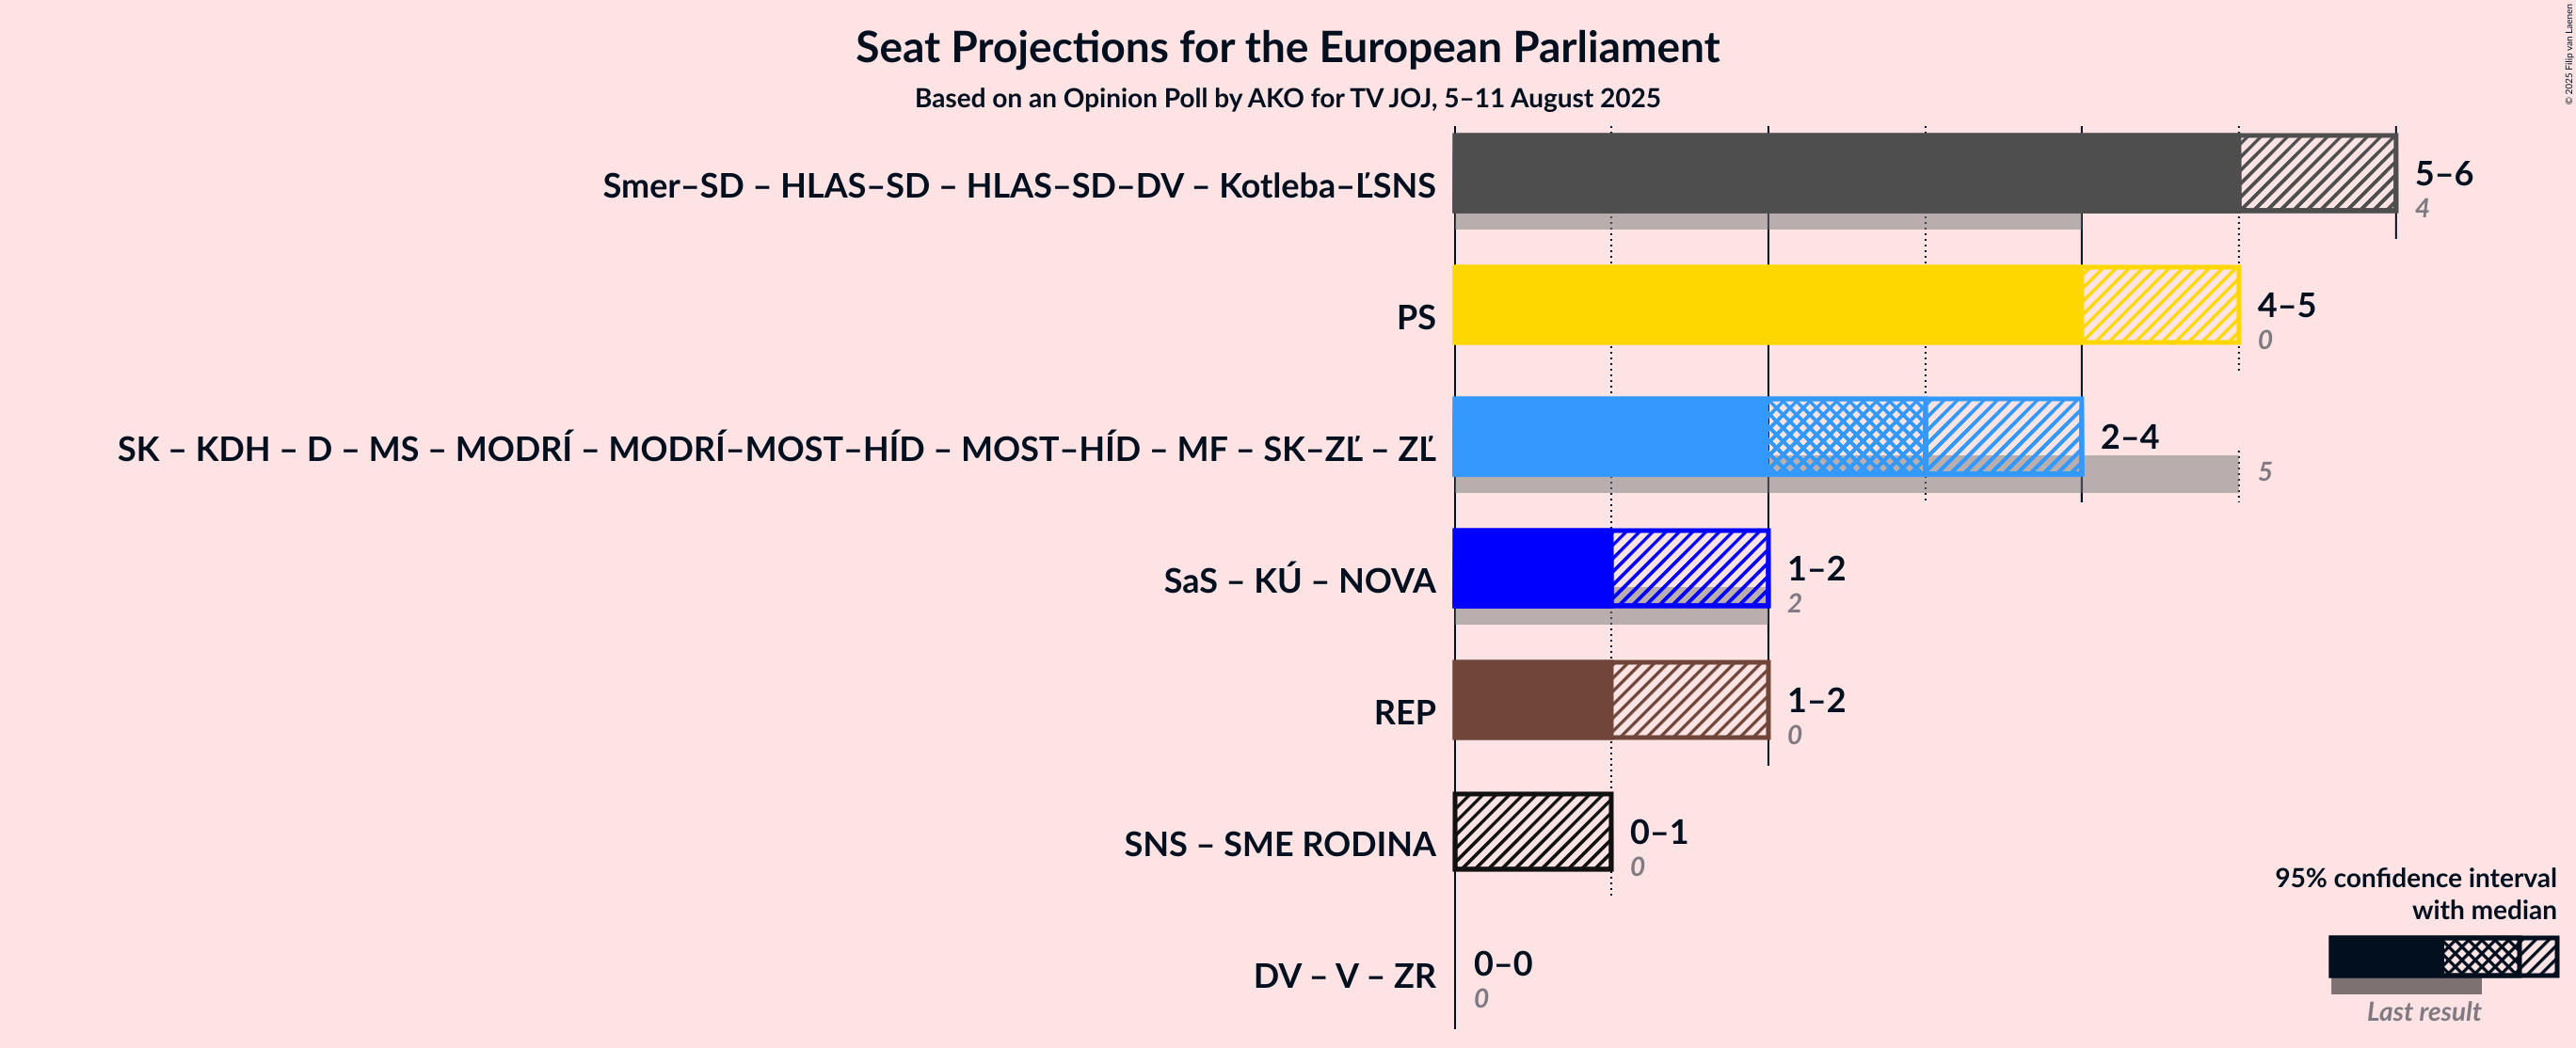 Seat Projections for the European Parliament
Based on an Opinion Poll by AKO for TV JOJ, 5–11 August 2025
© 2025 Filip van Laenen
Smer–SD – HLAS–SD – HLAS–SD–DV – Kotleba–ĽSNS
5–6
4
PS
4–5
0
SK – KDH – D – MS – MODRÍ – MODRÍ–MOST–HÍD – MOST–HÍD – MF – SK–ZĽ – ZĽ
2–4
5
SaS – KÚ – NOVA
1–2
2
REP
1–2
0
SNS – SME RODINA
0–1
0
DV – V – ZR
0–0
0
95% confidence interval
with median
Last result